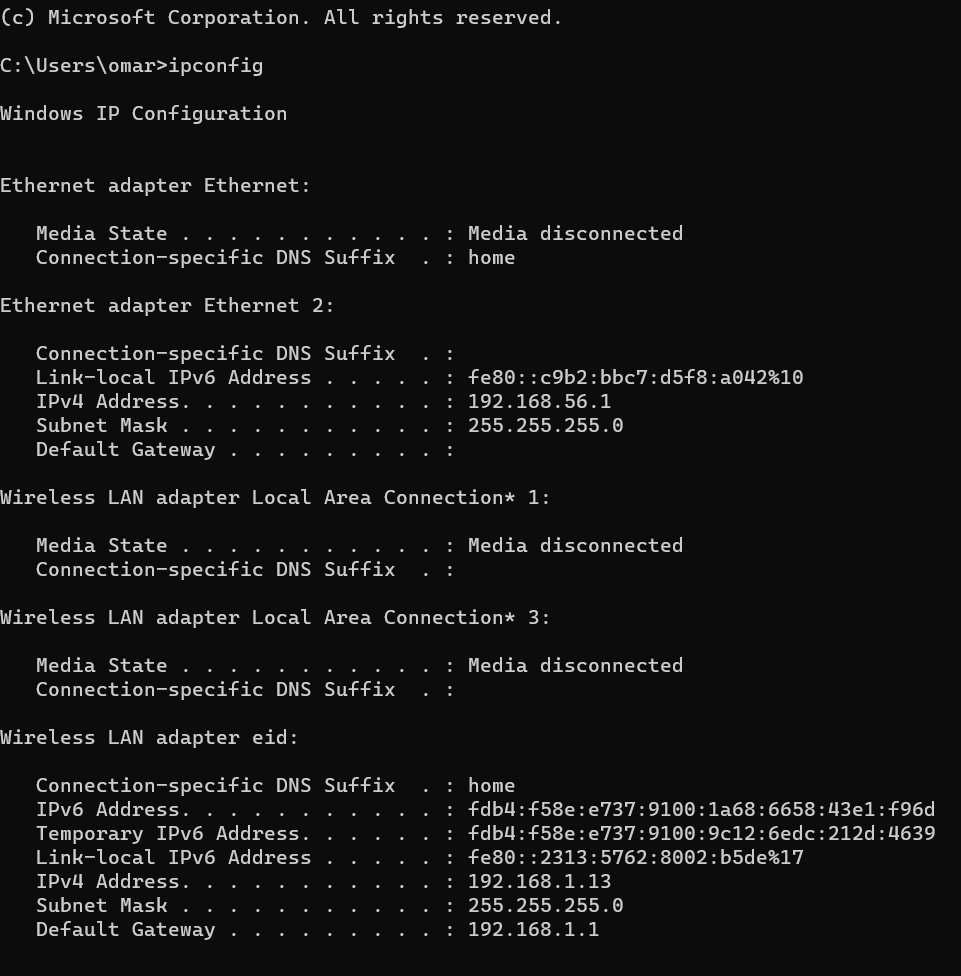 (c) Microsoft Corporation. All rights reserved.
C:\Users\omar>ipconfig
Windows IP Configuration
Ethernet adapter Ethernet:
   Media State . . . . . . . . . . . : Media disconnected
   Connection-specific DNS Suffix  . : home
Ethernet adapter Ethernet 2:
   Connection-specific DNS Suffix  . :
   Link-local IPv6 Address . . . . . : fe80::c9b2:bbc7:d5f8:a042%10
   IPv4 Address. . . . . . . . . . . : 192.168.56.1
   Subnet Mask . . . . . . . . . . . : 255.255.255.0
   Default Gateway . . . . . . . . . :
Wireless LAN adapter Local Area Connection* 1:
   Media State . . . . . . . . . . . : Media disconnected
   Connection-specific DNS Suffix  . :
Wireless LAN adapter Local Area Connection* 3:
   Media State . . . . . . . . . . . : Media disconnected
   Connection-specific DNS Suffix  . :
Wireless LAN adapter eid:
   Connection-specific DNS Suffix  . : home
   IPv6 Address. . . . . . . . . . . : fdb4:f58e:e737:9100:1a68:6658:43e1:f96d
   Temporary IPv6 Address. . . . . . : fdb4:f58e:e737:9100:9c12:6edc:212d:4639
   Link-local IPv6 Address . . . . . : fe80::2313:5762:8002:b5de%17
   IPv4 Address. . . . . . . . . . . : 192.168.1.13
   Subnet Mask . . . . . . . . . . . : 255.255.255.0
   Default Gateway . . . . . . . . . : 192.168.1.1